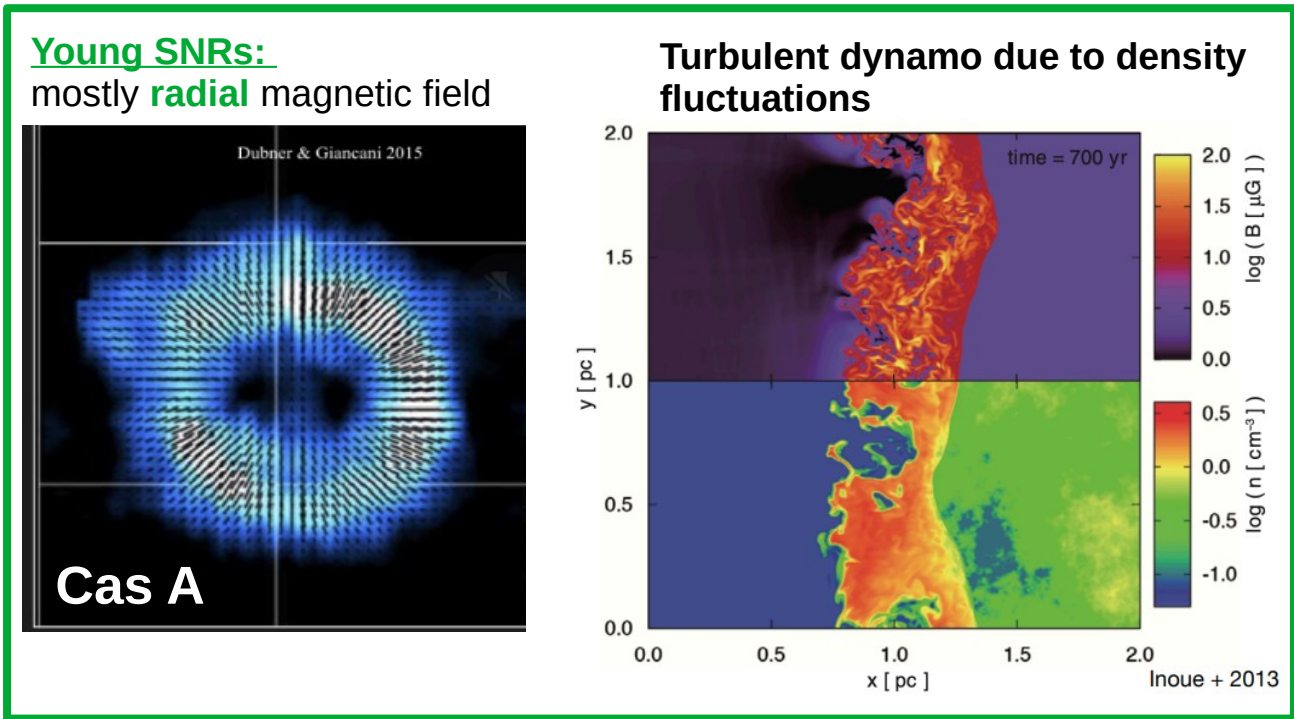 Young SNRs:
mostly radial magnetic field
Dubner & Giancani 2015
Cas A
Turbulent dynamo due to density
fluctuations
time = 700 yr
2.0
1.5
1.0
0.5
0.0
y [ pc ]
0.0
0.5
1.0
1.5
2.0
x [ pc ]
2.0
1.5
1.0
0.5
0.0
log ( B [ μG ] )
0.5
0.0
-0.5
-1.0
log ( n [ cm⁻³ ] )
Inoue + 2013